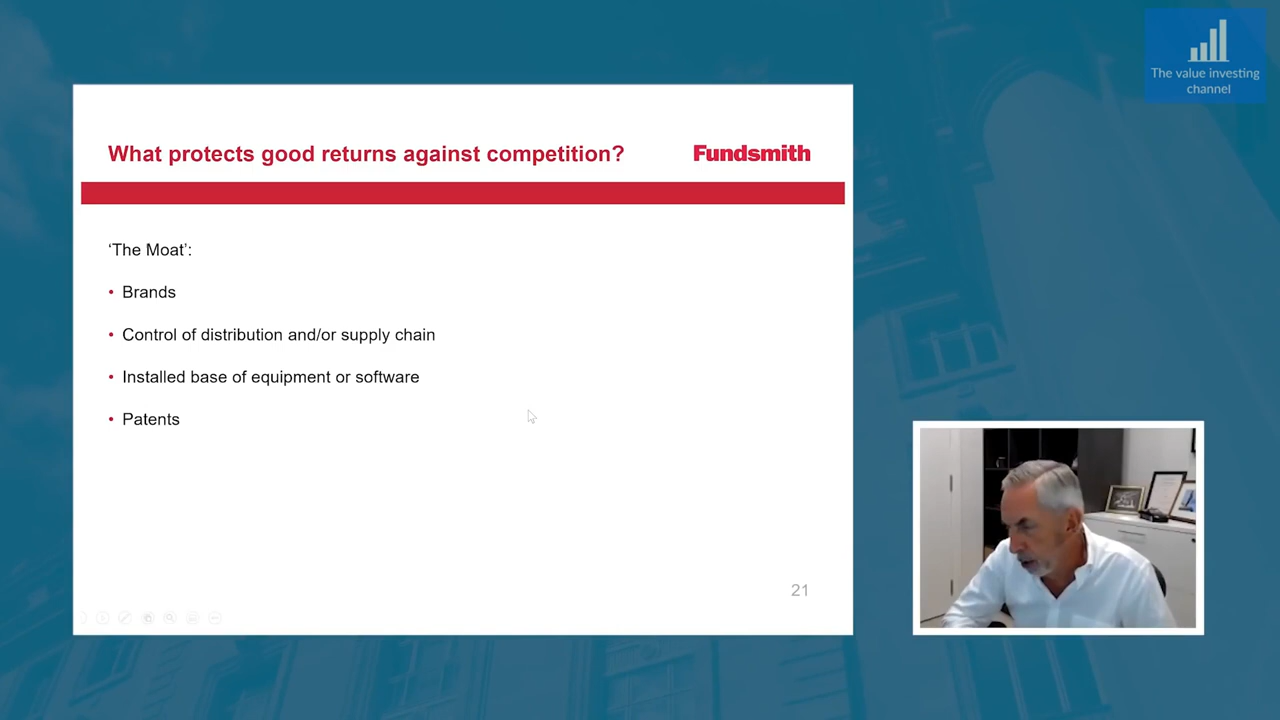 The value investing
channel
What protects good returns against competition?
Fundsmith
‘The Moat’:
• Brands
• Control of distribution and/or supply chain
• Installed base of equipment or software
• Patents
21